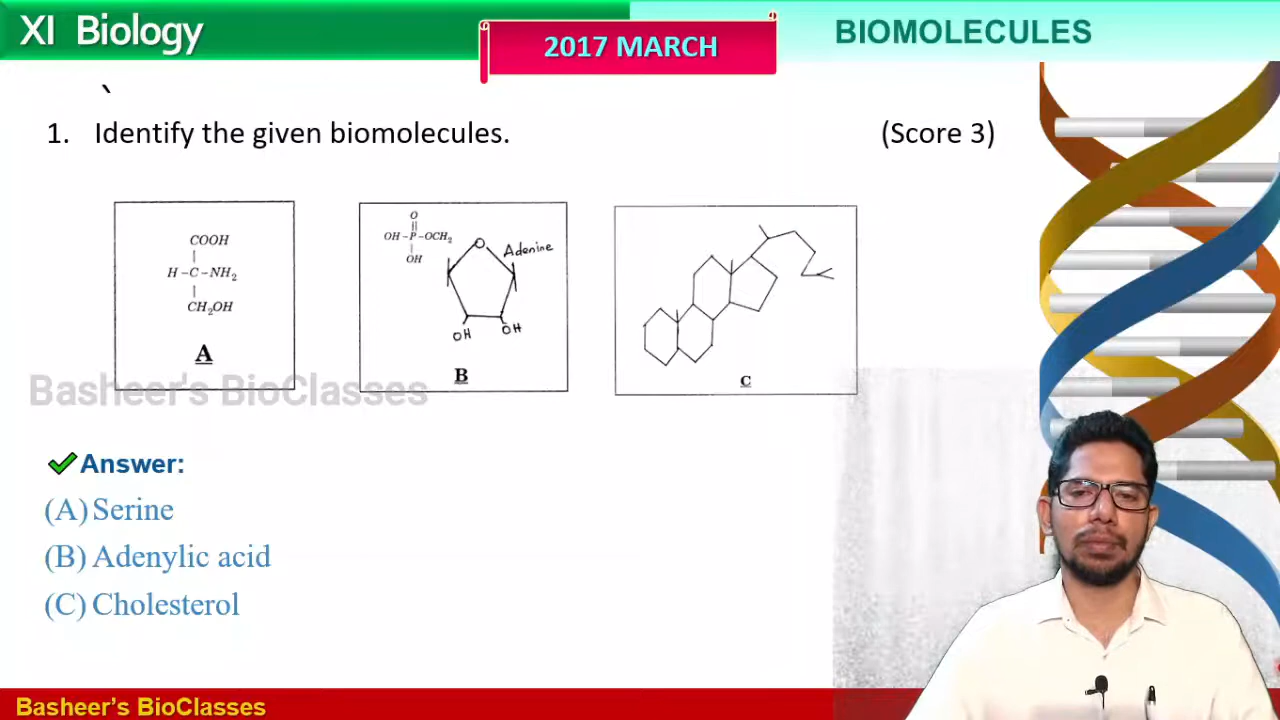 XI Biology
2017 MARCH
BIOMOLECULES
`
1. Identify the given biomolecules. (Score 3)
COOH
|
H – C – NH₂
|
CH₂OH
A
O
||
OH – P – OCH₂
|
OH
O
Adenine
OH OH
B
C
Basheer's BioClasses
Answer:
(A) Serine
(B) Adenylic acid
(C) Cholesterol
Basheer's BioClasses